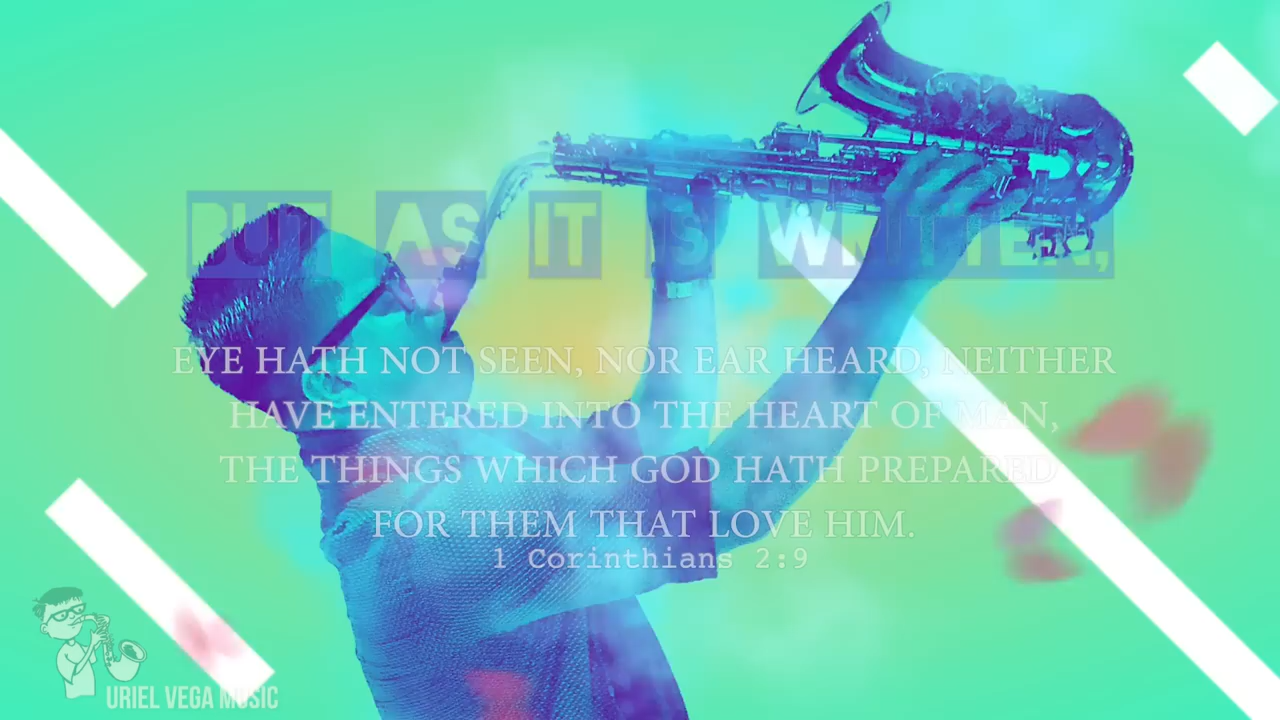 BUT AS IT IS WRITTEN,
EYE HATH NOT SEEN, NOR EAR HEARD, NEITHER
HAVE ENTERED INTO THE HEART OF MAN,
THE THINGS WHICH GOD HATH PREPARED
FOR THEM THAT LOVE HIM.
1 Corinthians 2:9
URIEL VEGA MUSIC